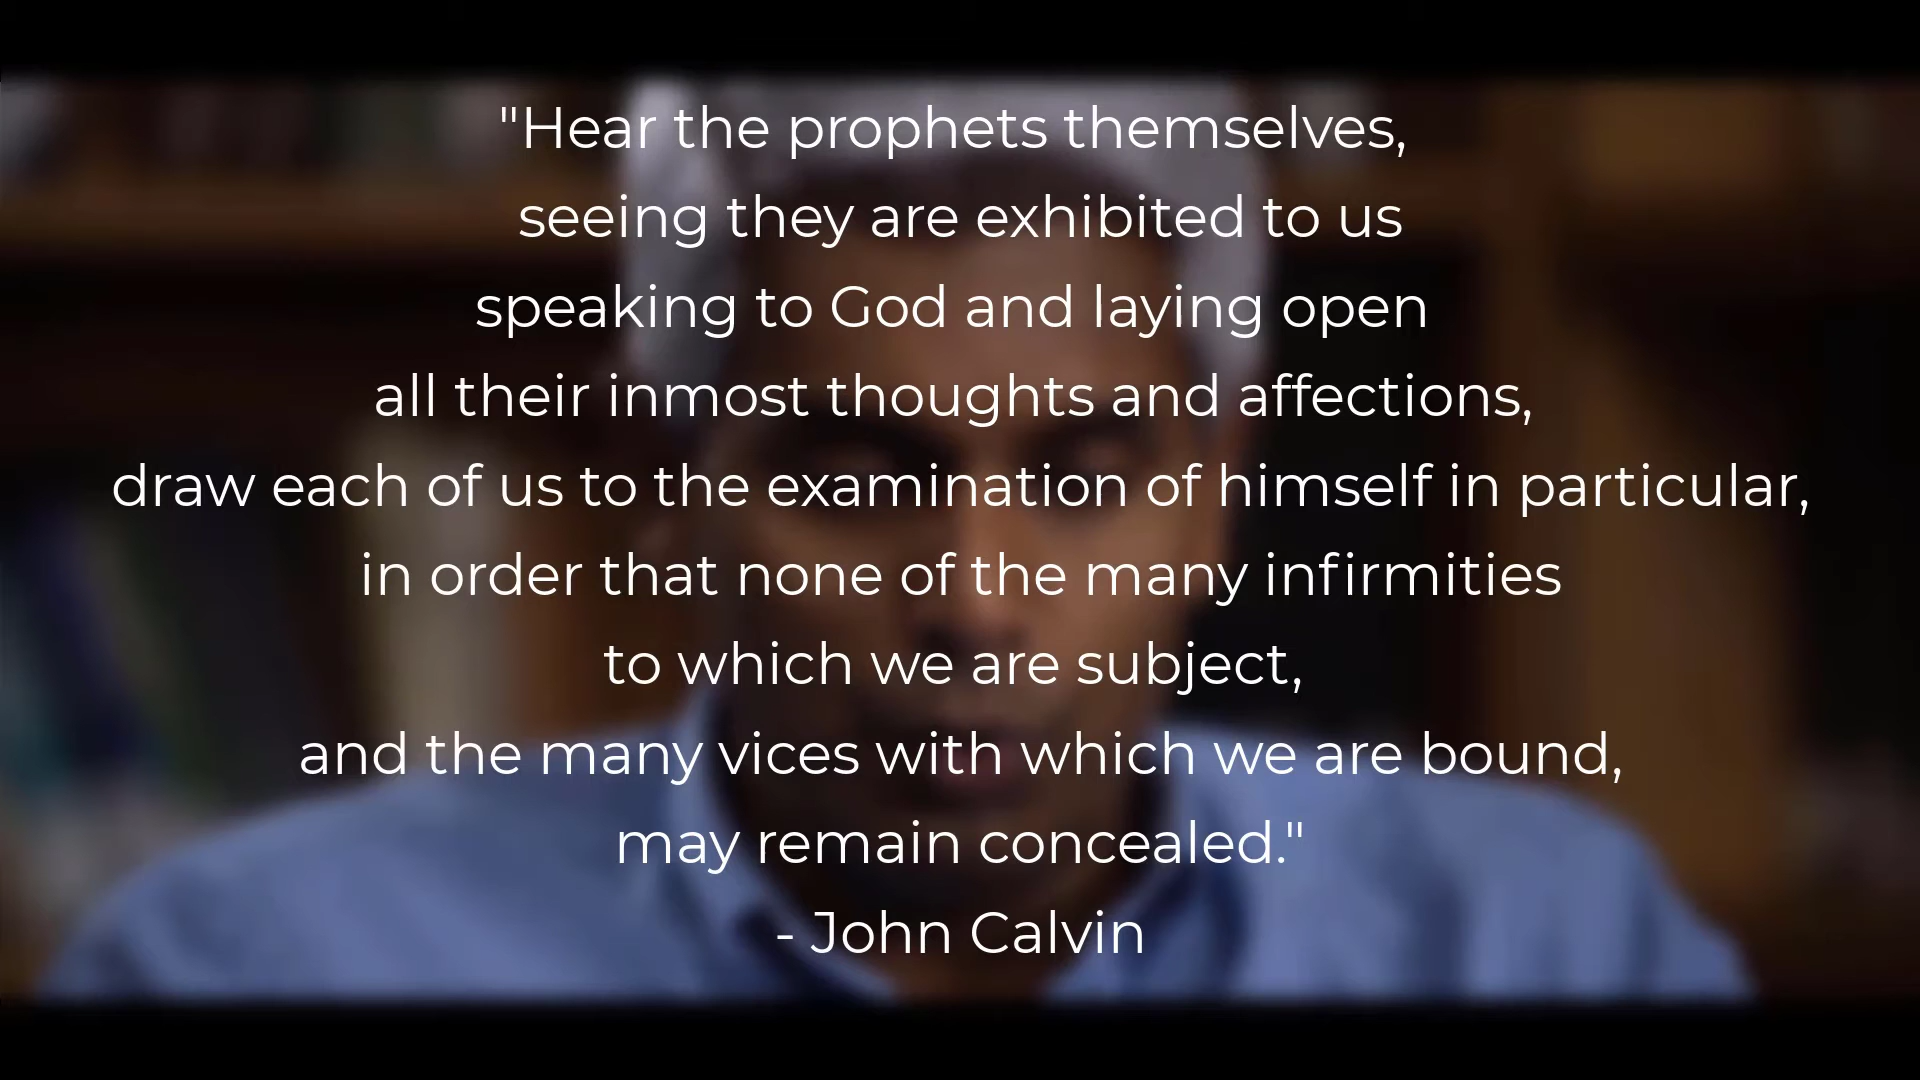 "Hear the prophets themselves,
seeing they are exhibited to us
speaking to God and laying open
all their inmost thoughts and affections,
draw each of us to the examination of himself in particular,
in order that none of the many infirmities
to which we are subject,
and the many vices with which we are bound,
may remain concealed."
- John Calvin